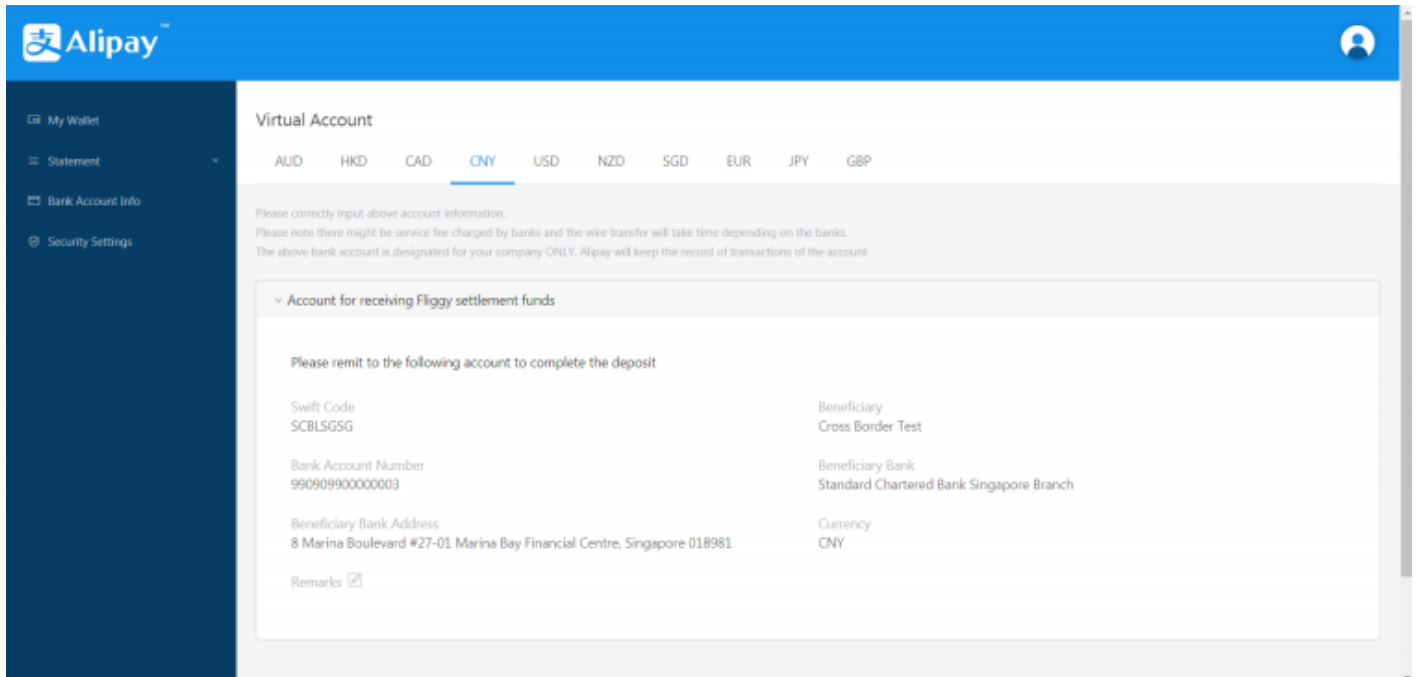 支 Alipay™
My Wallet
Statement
Bank Account Info
Security Settings
Virtual Account
AUD HKD CAD CNY USD NZD SGD EUR JPY GBP
Please correctly input above account information.
Please note there might be service fee charged by banks and the wire transfer will take time depending on the banks.
The above bank account is designated for your company ONLY. Alipay will keep the record of transactions of the account
Account for receiving Fliggy settlement funds
Please remit to the following account to complete the deposit
Swift Code
SCBLSGSG
Beneficiary
Cross Border Test
Bank Account Number
990909900000003
Beneficiary Bank
Standard Chartered Bank Singapore Branch
Beneficiary Bank Address
8 Marina Boulevard #27-01 Marina Bay Financial Centre, Singapore 018981
Currency
CNY
Remarks